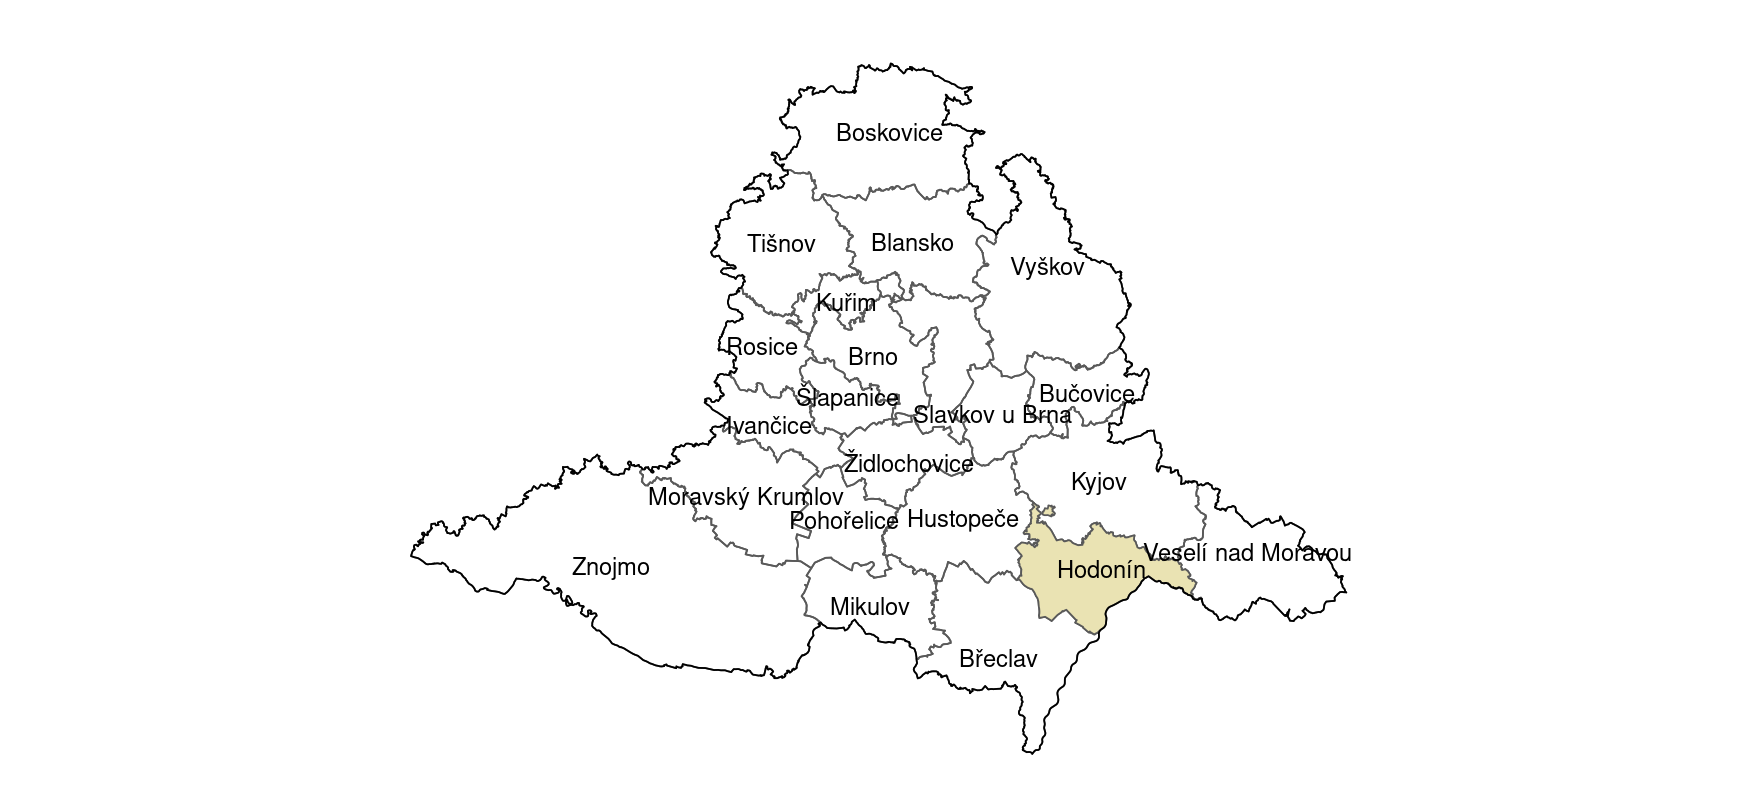 Boskovice
Tišnov
Blansko
Vyškov
Kuřim
Rosice
Brno
Šlapanice
Bučovice
Slavkov u Brna
Ivančice
Židlochovice
Kyjov
Moravský Krumlov
Pohořelice
Hustopeče
Veselí nad Moravou
Znojmo
Hodonín
Mikulov
Břeclav